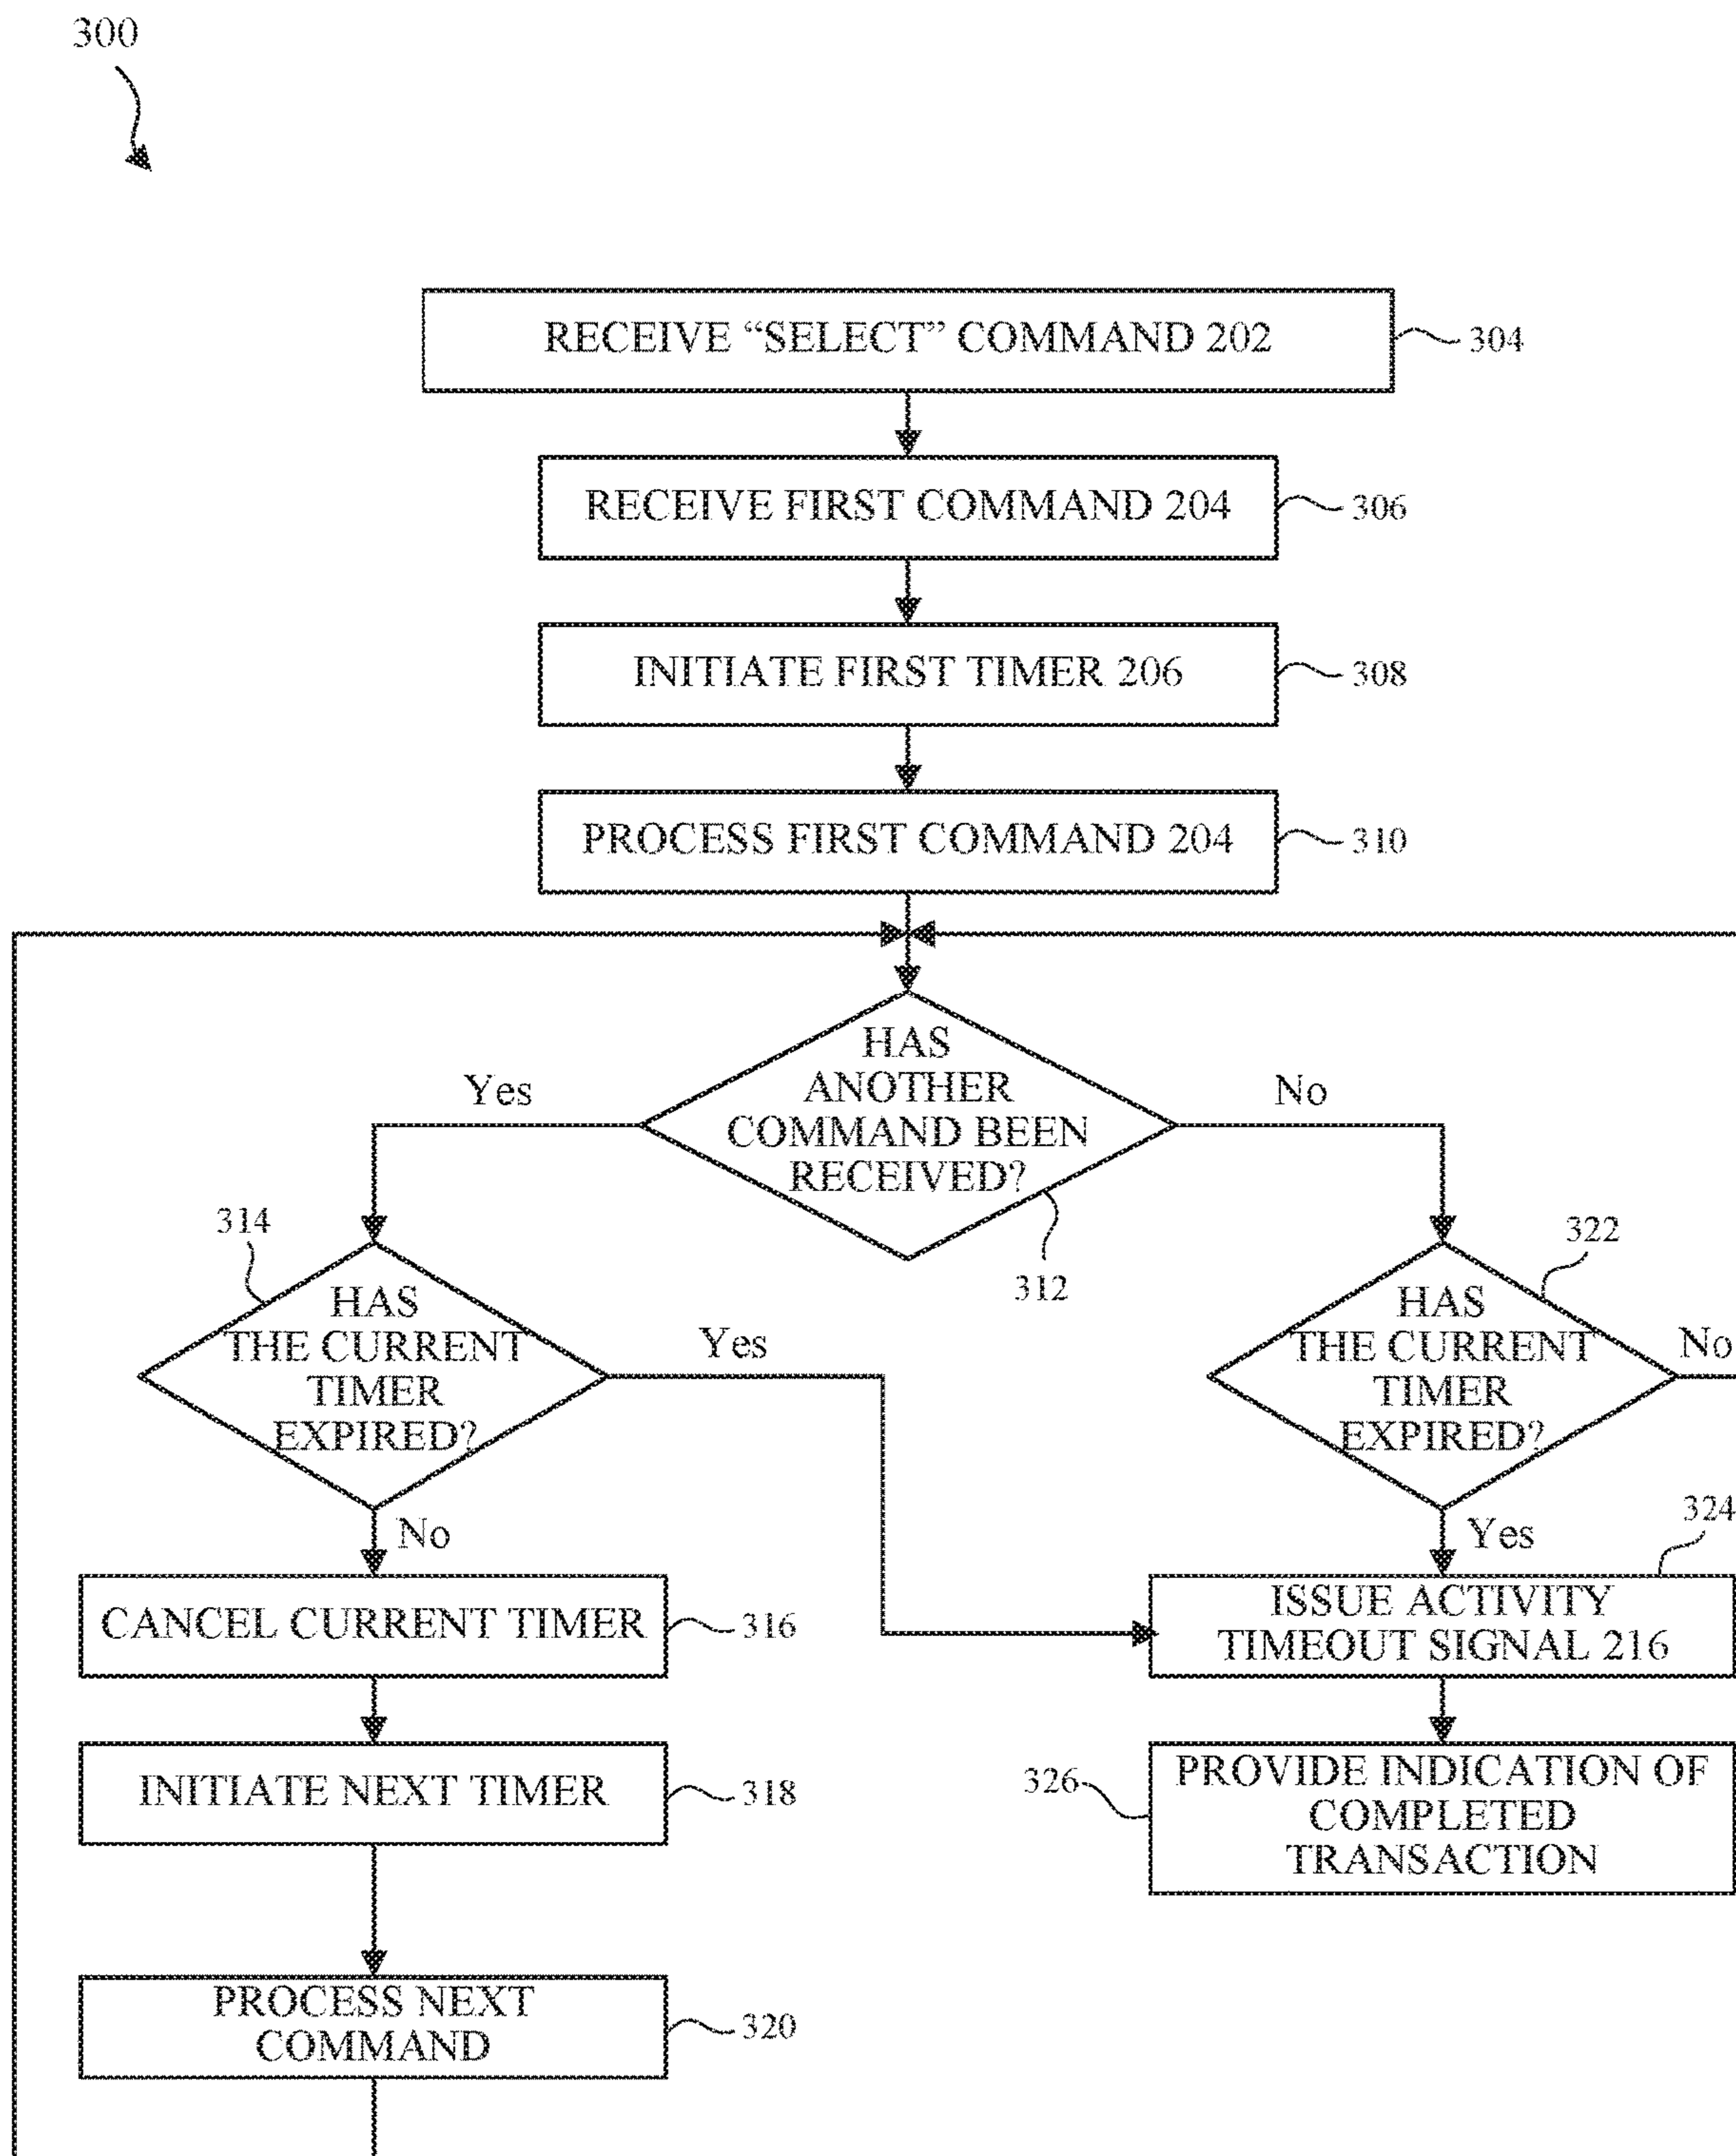 300
RECEIVE “SELECT” COMMAND 202
304
RECEIVE FIRST COMMAND 204
306
INITIATE FIRST TIMER 206
308
PROCESS FIRST COMMAND 204
310
HAS
ANOTHER
COMMAND BEEN
RECEIVED?
Yes
No
312
314
HAS
THE CURRENT
TIMER
EXPIRED?
Yes
No
322
HAS
THE CURRENT
TIMER
EXPIRED?
No
Yes
CANCEL CURRENT TIMER
316
324
ISSUE ACTIVITY
TIMEOUT SIGNAL 216
INITIATE NEXT TIMER
318
326
PROVIDE INDICATION OF
COMPLETED
TRANSACTION
PROCESS NEXT
COMMAND
320